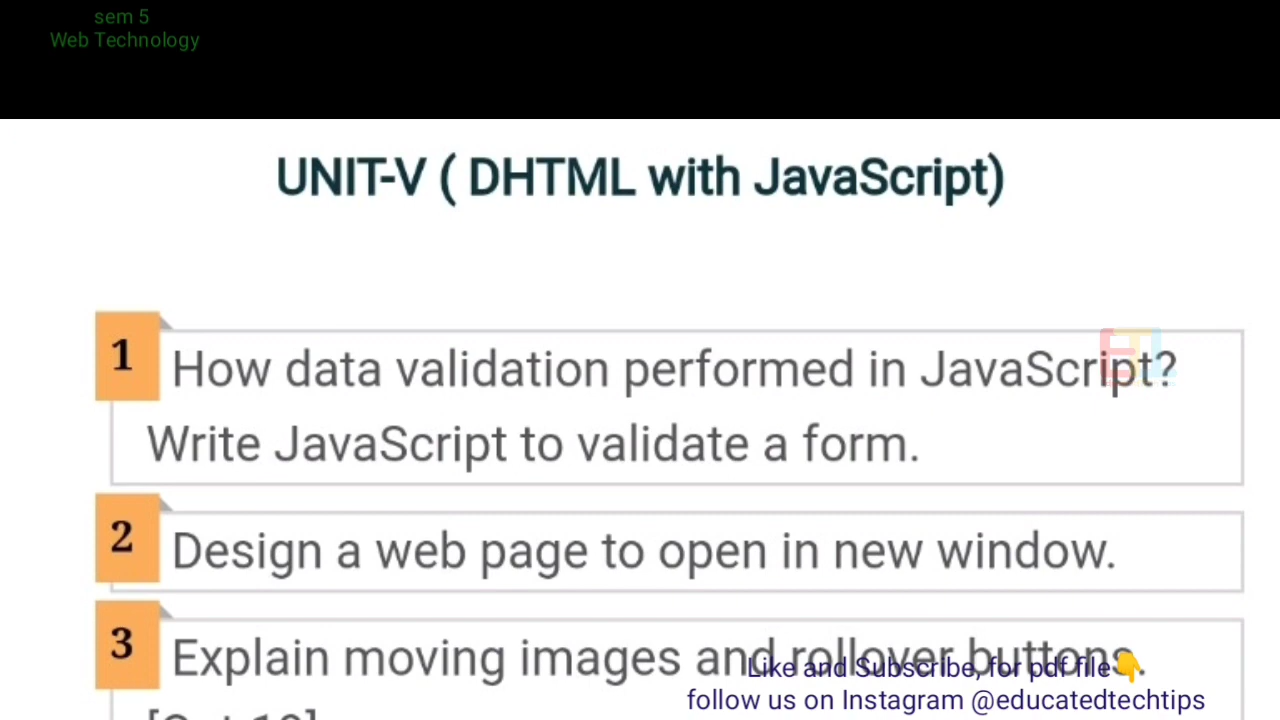 sem 5
Web Technology
UNIT-V ( DHTML with JavaScript)
1
How data validation performed in JavaScript?
Write JavaScript to validate a form.
2
Design a web page to open in new window.
3
Explain moving images and rollover buttons.
Like and Subscribe, for pdf file👇
follow us on Instagram @educatedtechtips